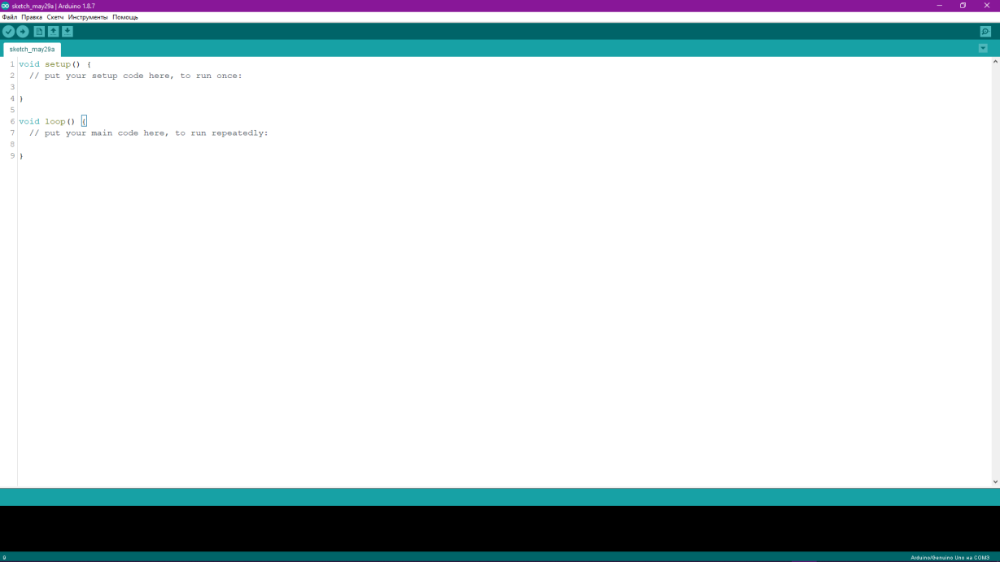 sketch_may29a | Arduino 1.8.7
Файл Правка Скетч Инструменты Помощь
sketch_may29a
1 void setup() {
2 // put your setup code here, to run once:
3
4 }
5
6 void loop() {
7 // put your main code here, to run repeatedly:
8
9 }
9
Arduino/Genuino Uno на COM3